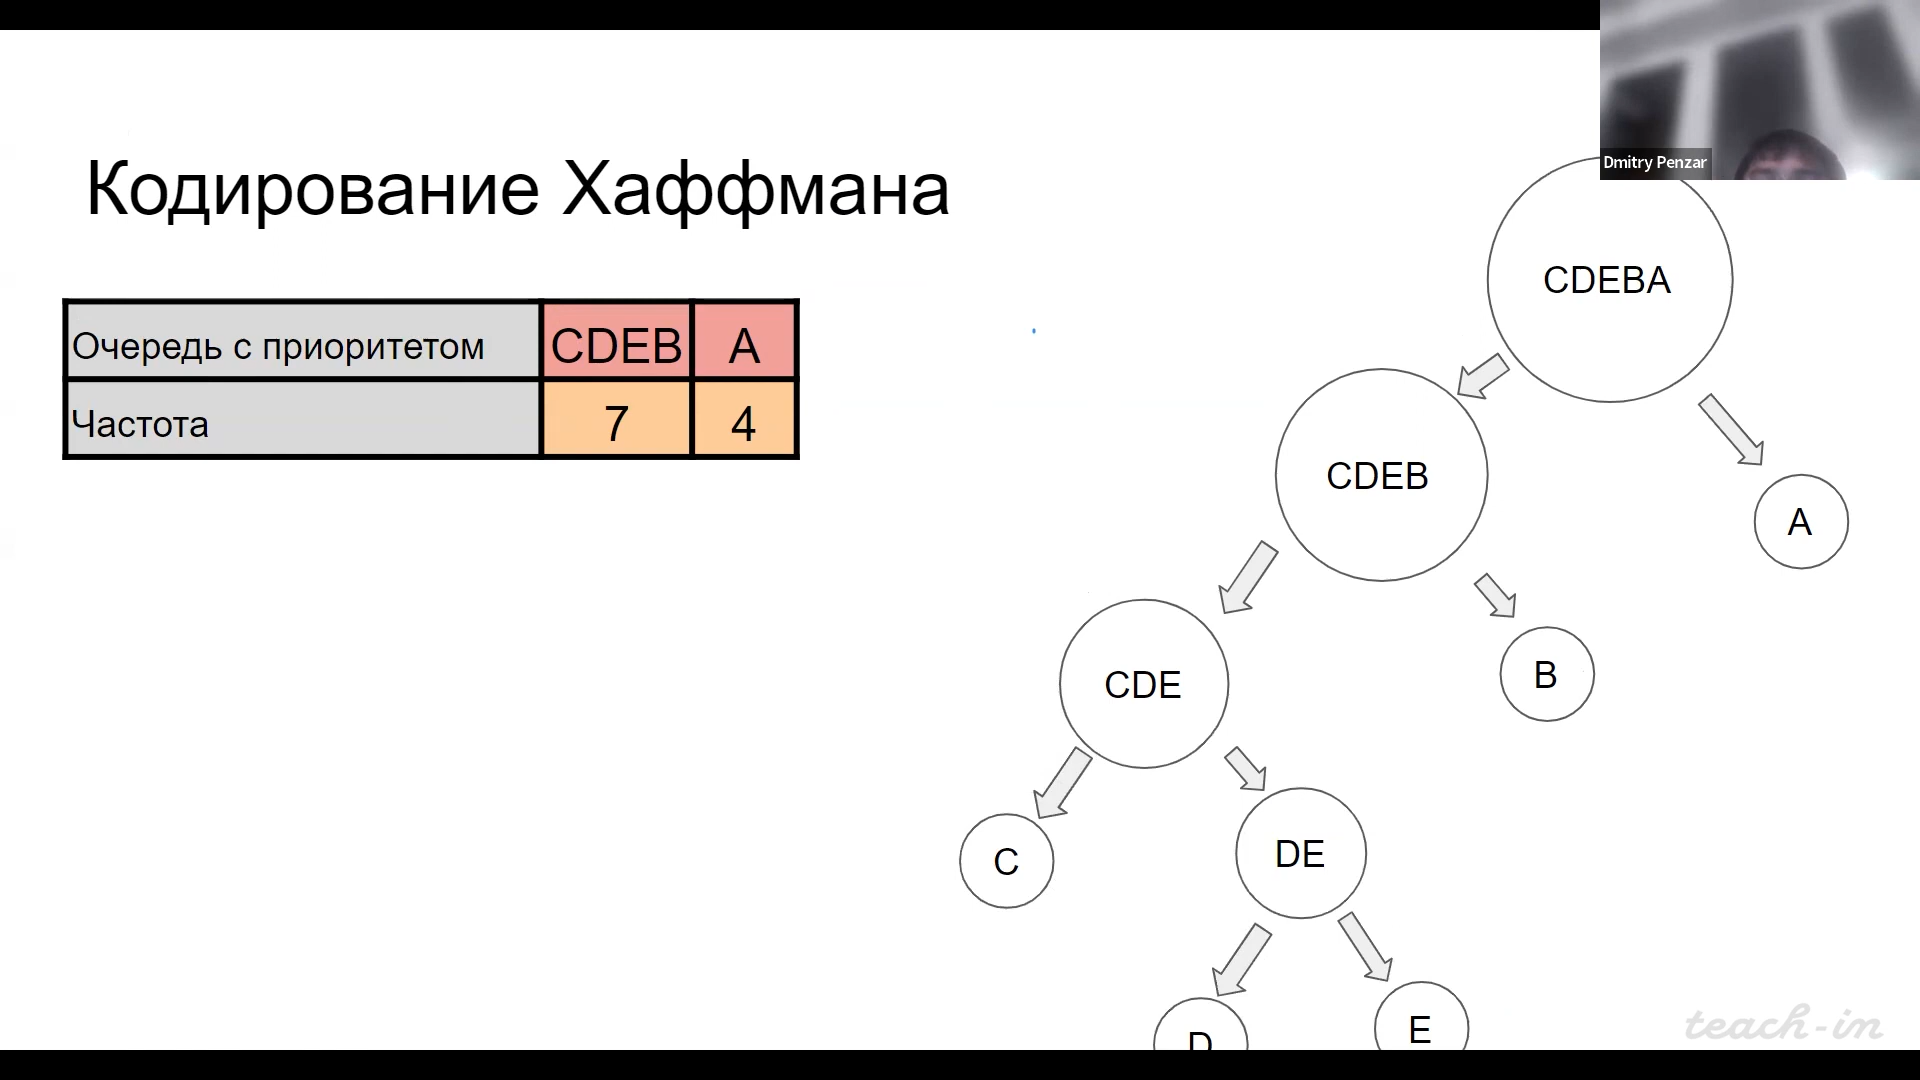 Dmitry Penzar
Кодирование Хаффмана
Очередь с приоритетом CDEB A
Частота 7 4
CDEBA
CDEB
A
CDE
B
C
DE
D
E
teach-in